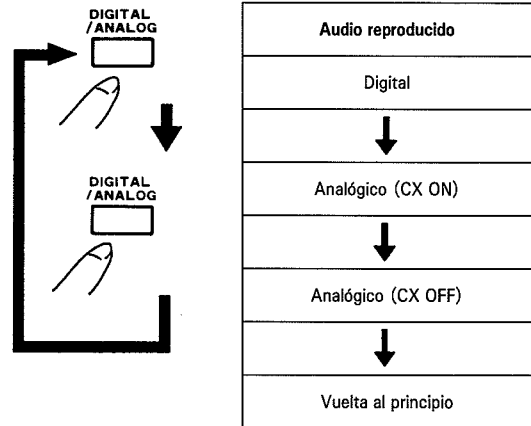 DIGITAL
/ANALOG
DIGITAL
/ANALOG
Audio reproducido
Digital
Analógico (CX ON)
Analógico (CX OFF)
Vuelta al principio